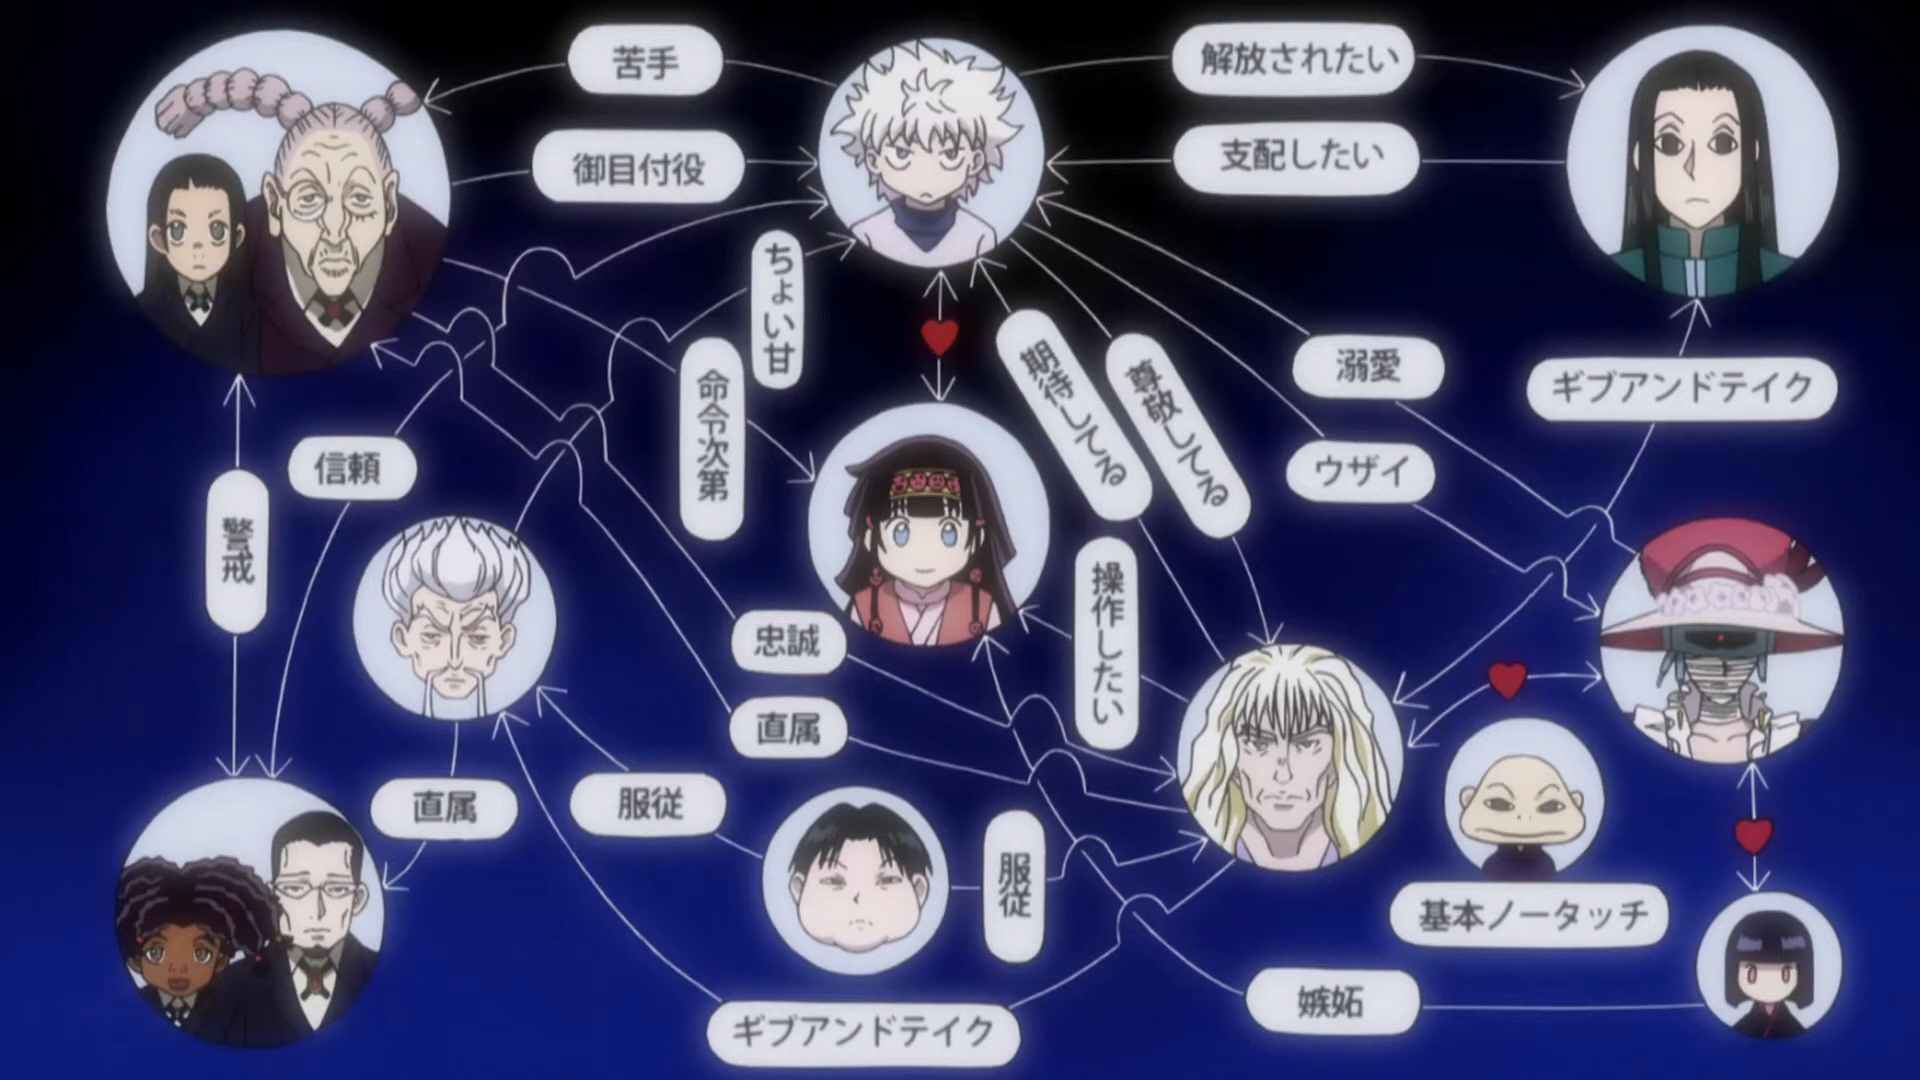 苦手
解放されたい
御目付役
支配したい
ちょい甘
命令次第
期待してる
尊敬してる
溺愛
ギブアンドテイク
信頼
ウザイ
警戒
操作したい
忠誠
直属
直属
服従
服従
基本ノータッチ
嫉妬
ギブアンドテイク